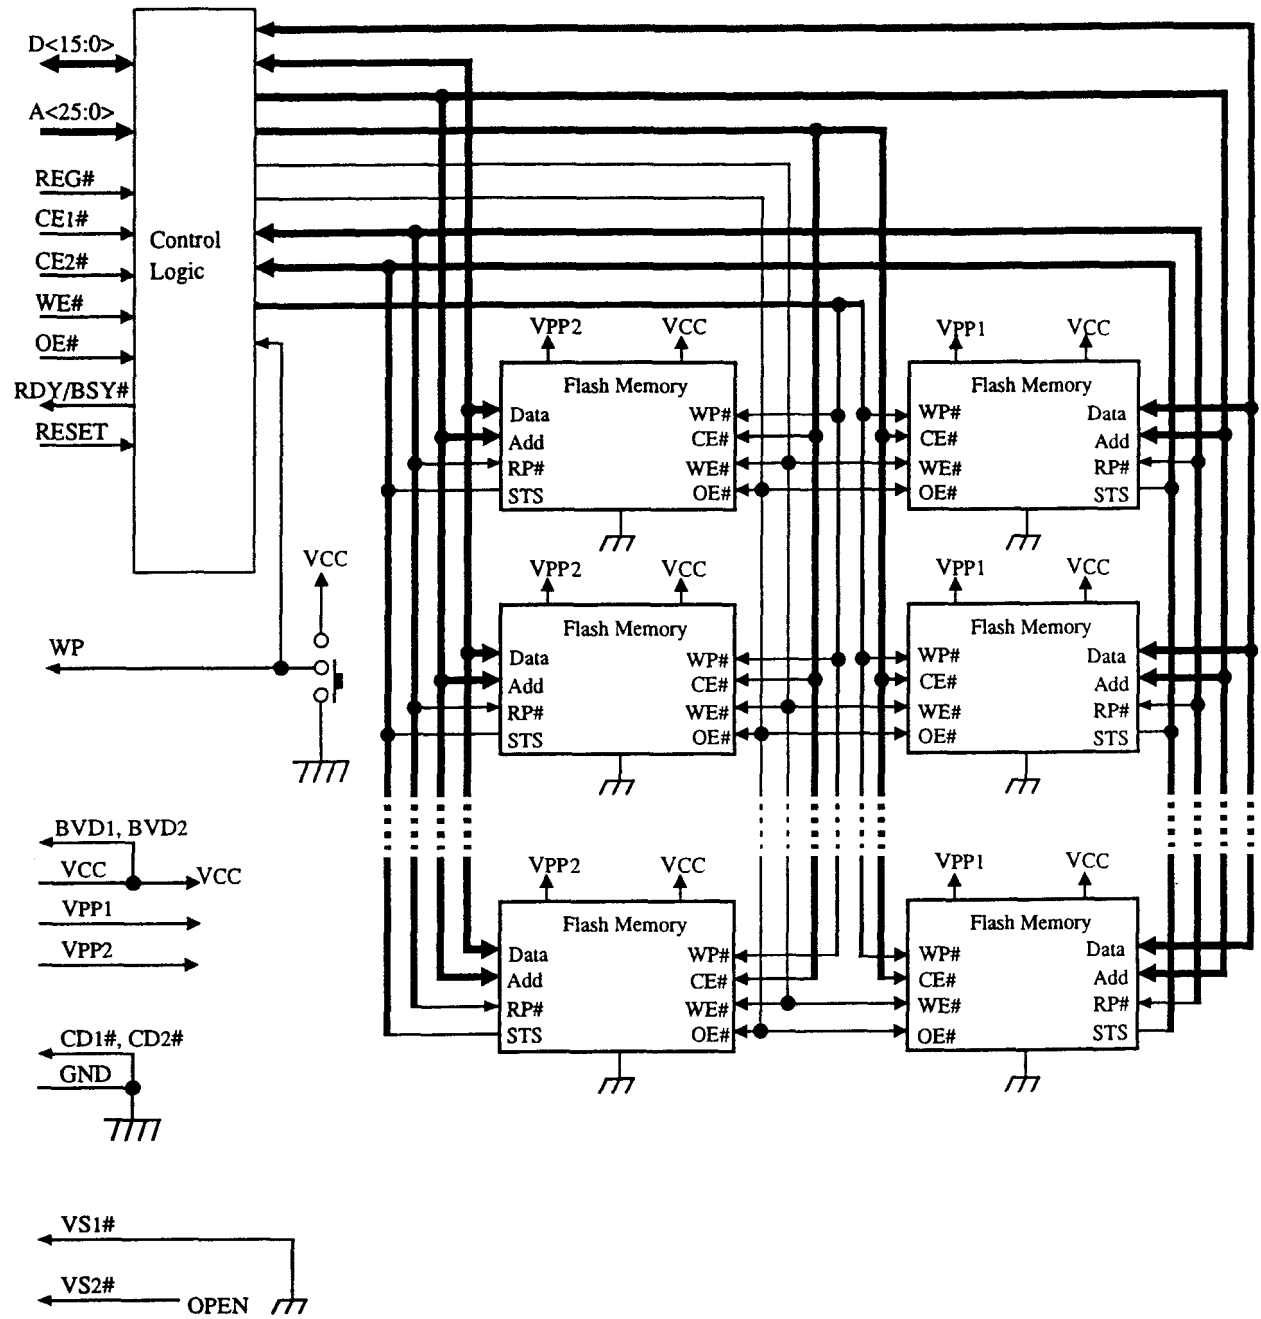 D<15:0>
A<25:0>
REG#
CE1#
CE2#
WE#
OE#
RDY/BSY#
RESET
Control
Logic
VCC
WP
BVD1, BVD2
VCC
VCC
VPP1
VPP2
CD1#, CD2#
GND
VS1#
VS2#
OPEN
VPP2
VCC
Flash Memory
Data
WP#
Add
CE#
RP#
WE#
STS
OE#
VPP1
VCC
Flash Memory
WP#
Data
CE#
Add
WE#
RP#
OE#
STS
VPP2
VCC
Flash Memory
Data
WP#
Add
CE#
RP#
WE#
STS
OE#
VPP1
VCC
Flash Memory
WP#
Data
CE#
Add
WE#
RP#
OE#
STS
VPP2
VCC
Flash Memory
Data
WP#
Add
CE#
RP#
WE#
STS
OE#
VPP1
VCC
Flash Memory
WP#
Data
CE#
Add
WE#
RP#
OE#
STS